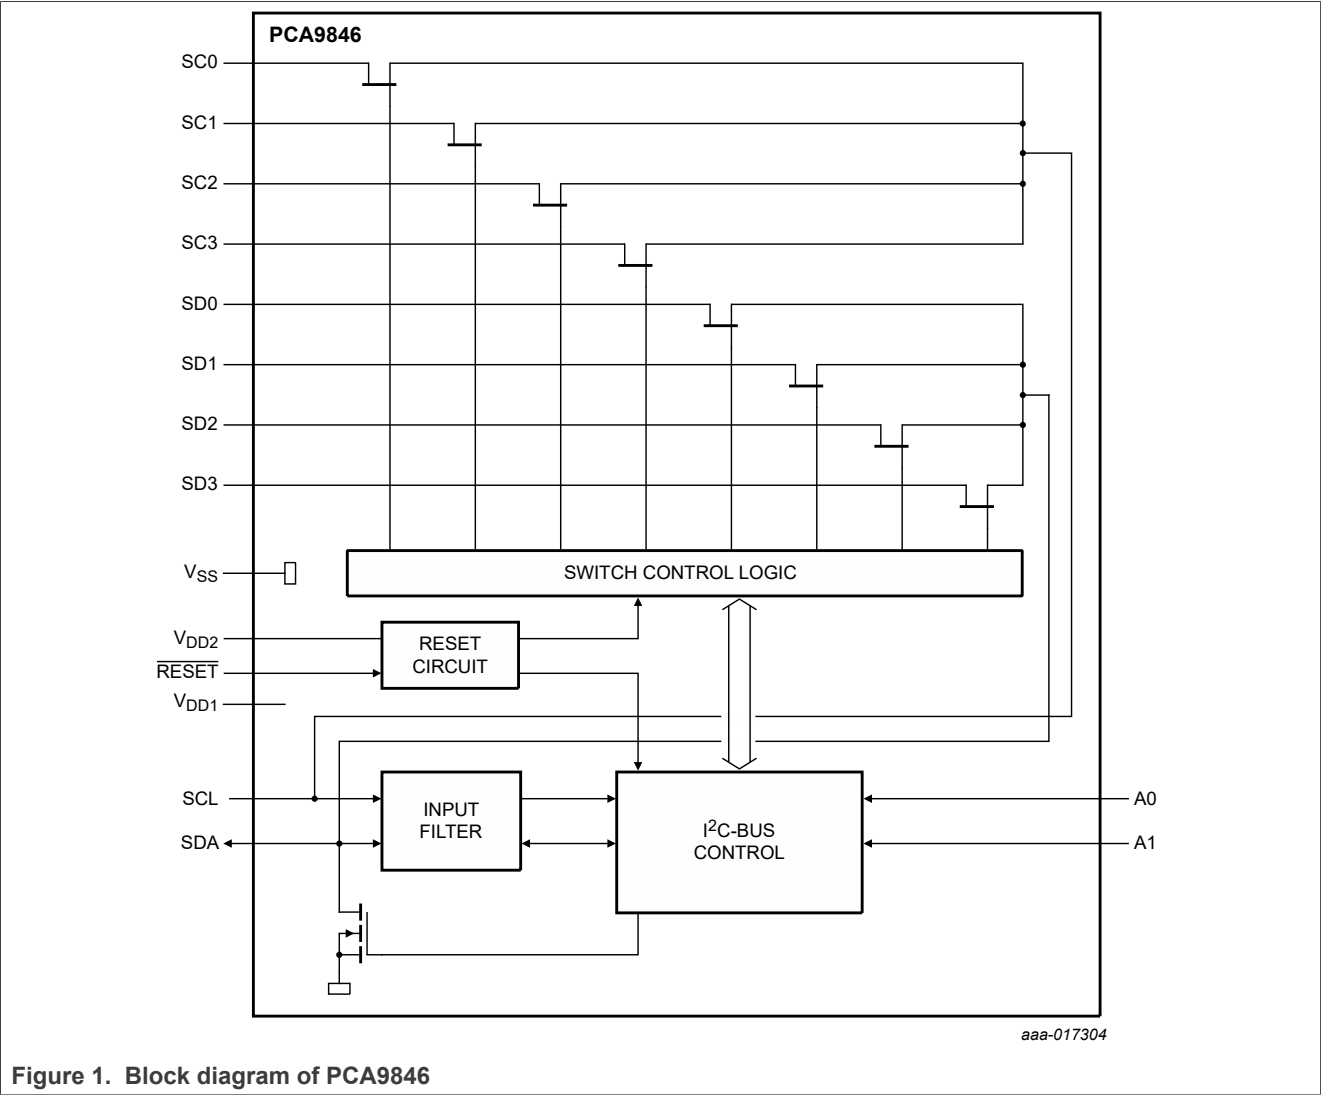 PCA9846
SC0
SC1
SC2
SC3
SD0
SD1
SD2
SD3
VSS
SWITCH CONTROL LOGIC
VDD2
RESET
CIRCUIT
RESET
VDD1
SCL
INPUT
FILTER
A0
I2C-BUS
CONTROL
SDA
A1
aaa-017304
Figure 1. Block diagram of PCA9846